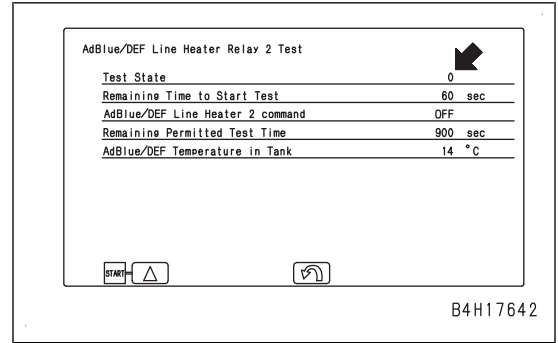 AdBlue/DEF Line Heater Relay 2 Test
Test State 0
Remaining Time to Start Test 60 sec
AdBlue/DEF Line Heater 2 command OFF
Remaining Permitted Test Time 900 sec
AdBlue/DEF Temperature in Tank 14 °C
START
B4H17642